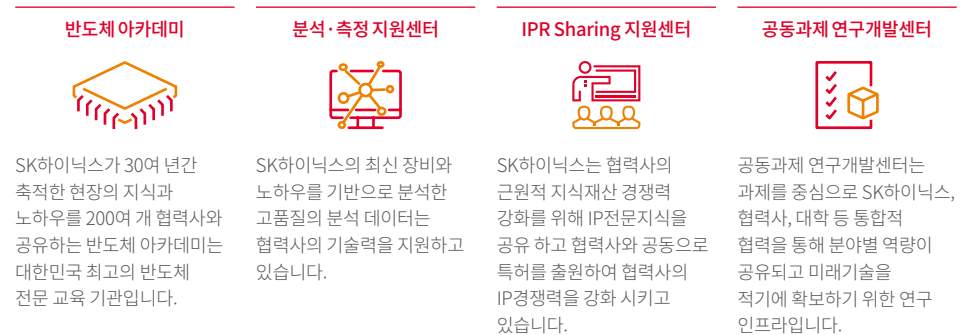 반도체 아카데미
SK하이닉스가 30여 년간
축적한 현장의 지식과
노하우를 200여 개 협력사와
공유하는 반도체 아카데미는
대한민국 최고의 반도체
전문 교육 기관입니다.
분석·측정 지원센터
SK하이닉스의 최신 장비와
노하우를 기반으로 분석한
고품질의 분석 데이터는
협력사의 기술력을 지원하고
있습니다.
IPR Sharing 지원센터
SK하이닉스는 협력사의
근원적 지식재산 경쟁력
강화를 위해 IP전문지식을
공유 하고 협력사와 공동으로
특허를 출원하여 협력사의
IP경쟁력을 강화 시키고
있습니다.
공동과제 연구개발센터
공동과제 연구개발센터는
과제를 중심으로 SK하이닉스,
협력사, 대학 등 통합적
협력을 통해 분야별 역량이
공유되고 미래기술을
적기에 확보하기 위한 연구
인프라입니다.